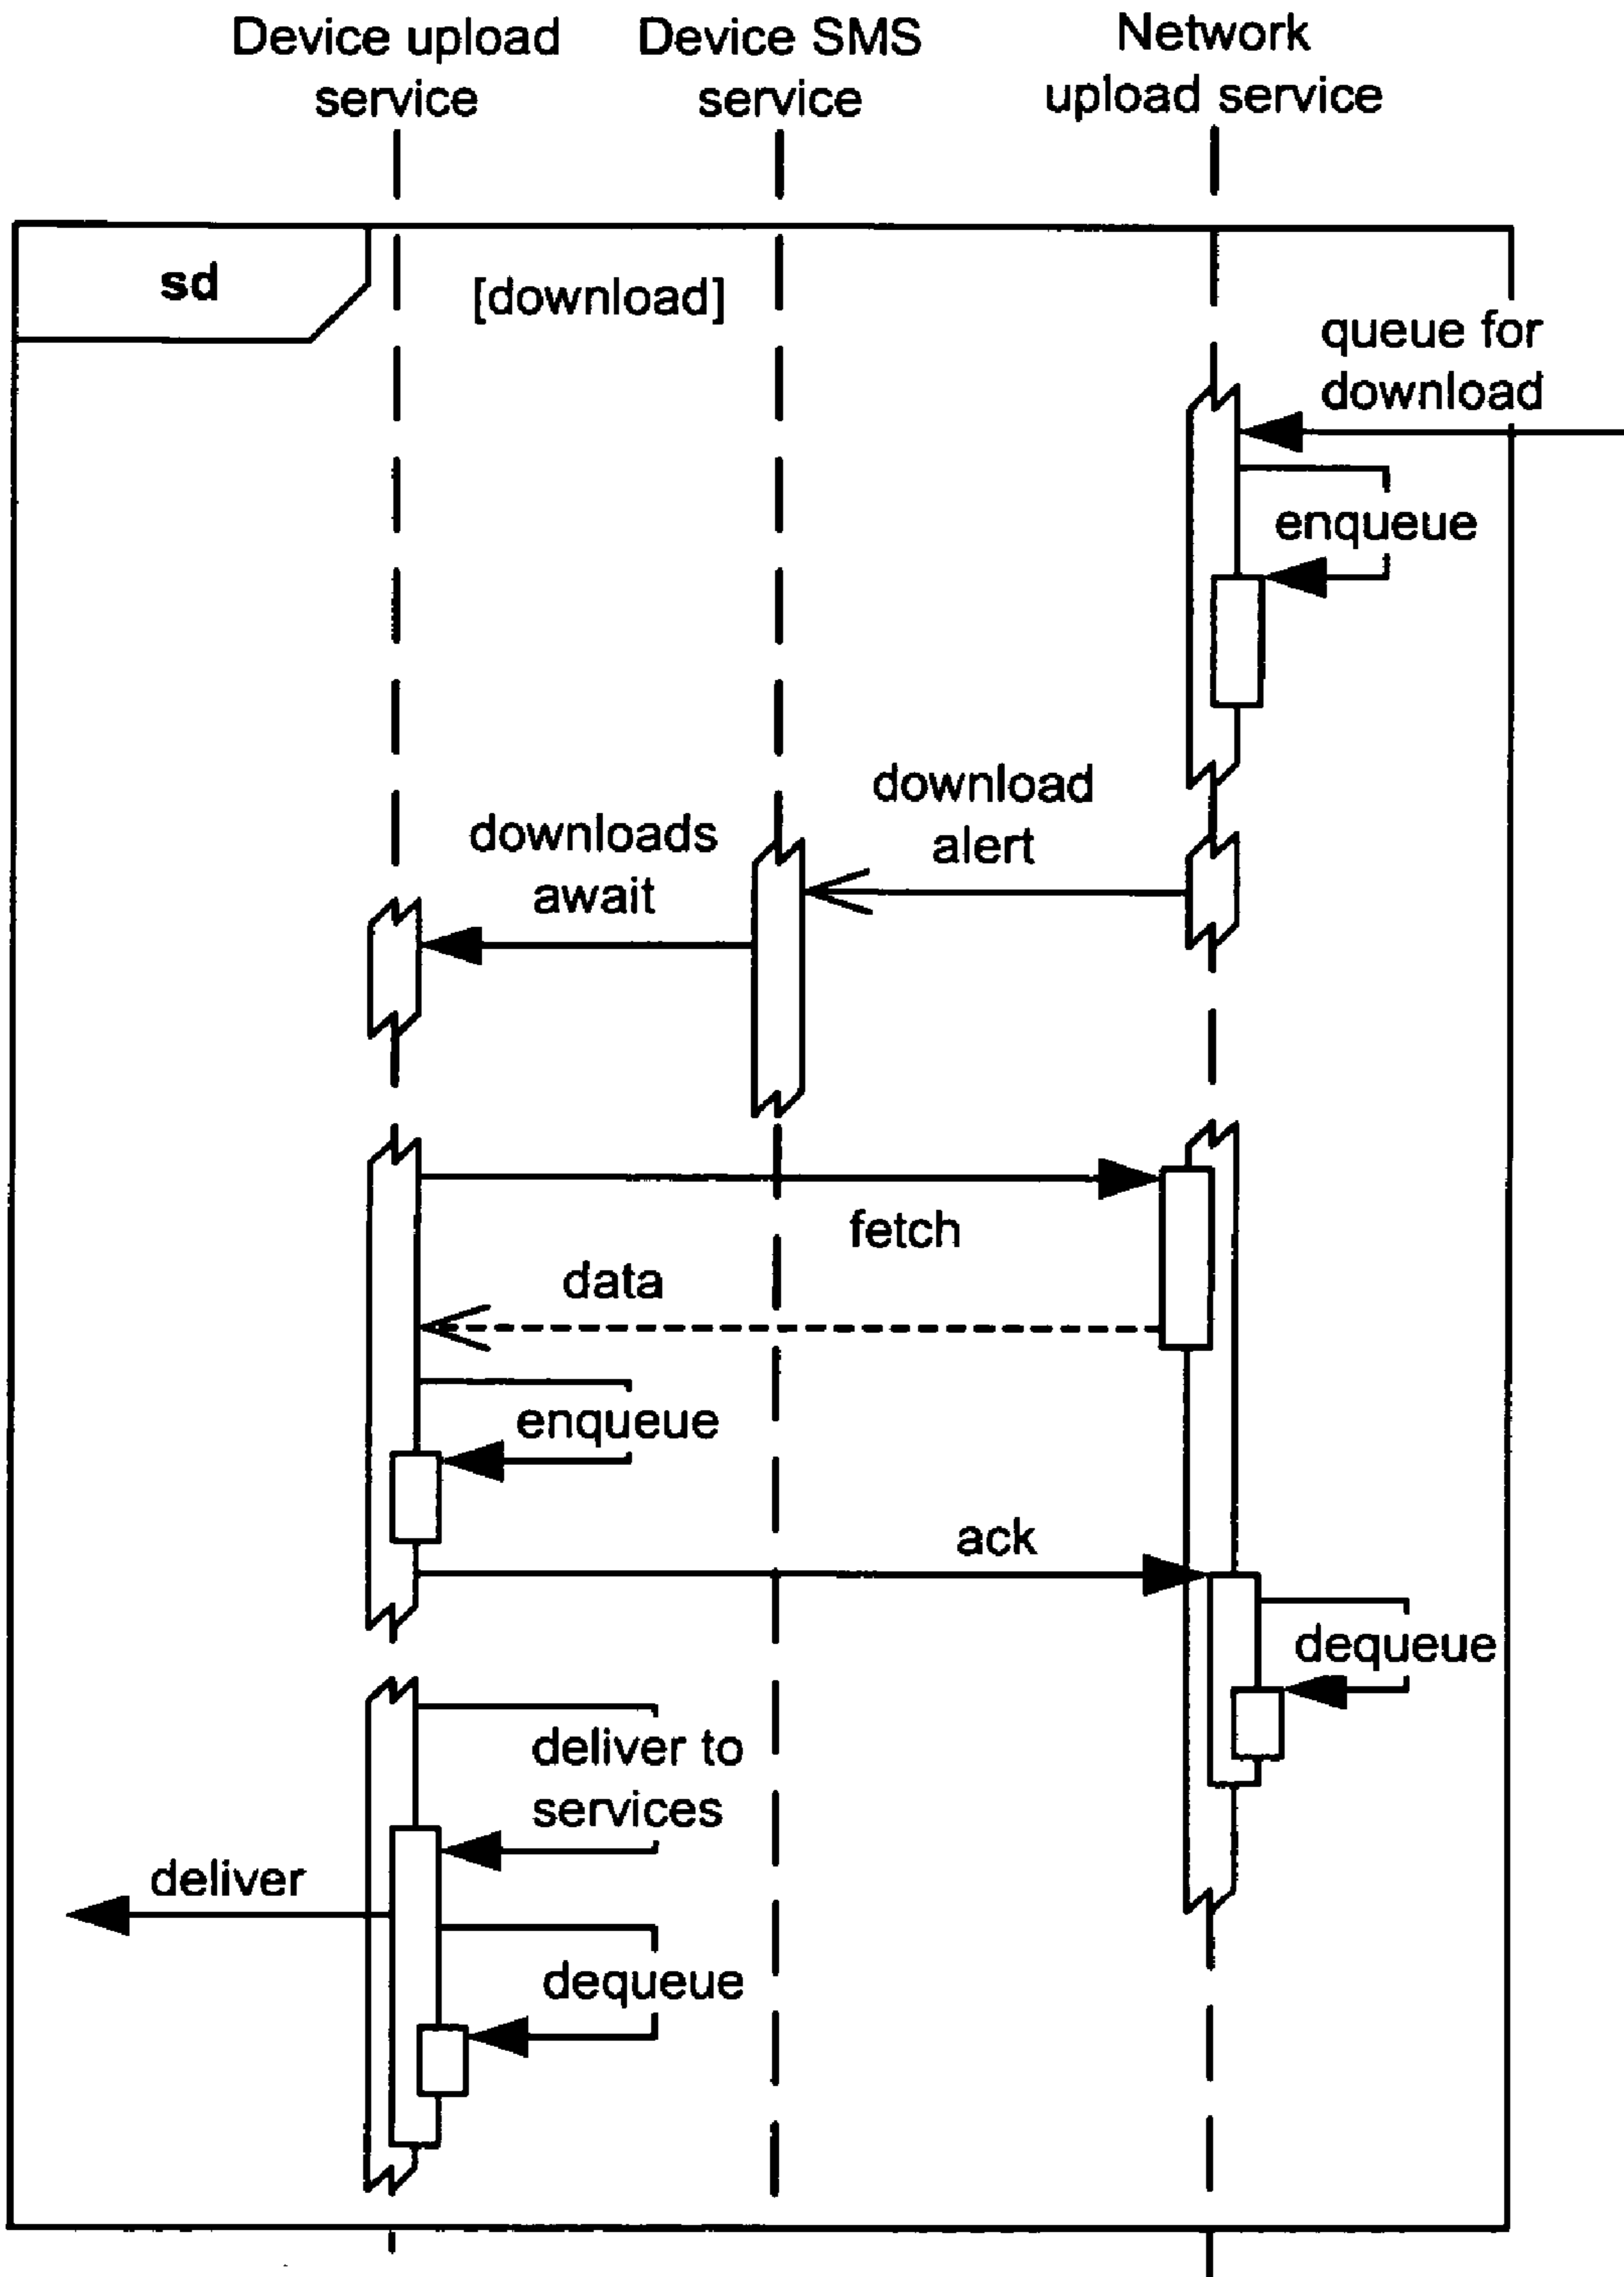 Device upload
service
Device SMS
service
Network
upload service
sd
[download]
queue for
download
enqueue
download
alert
downloads
await
fetch
data
enqueue
ack
dequeue
deliver to
services
deliver
dequeue